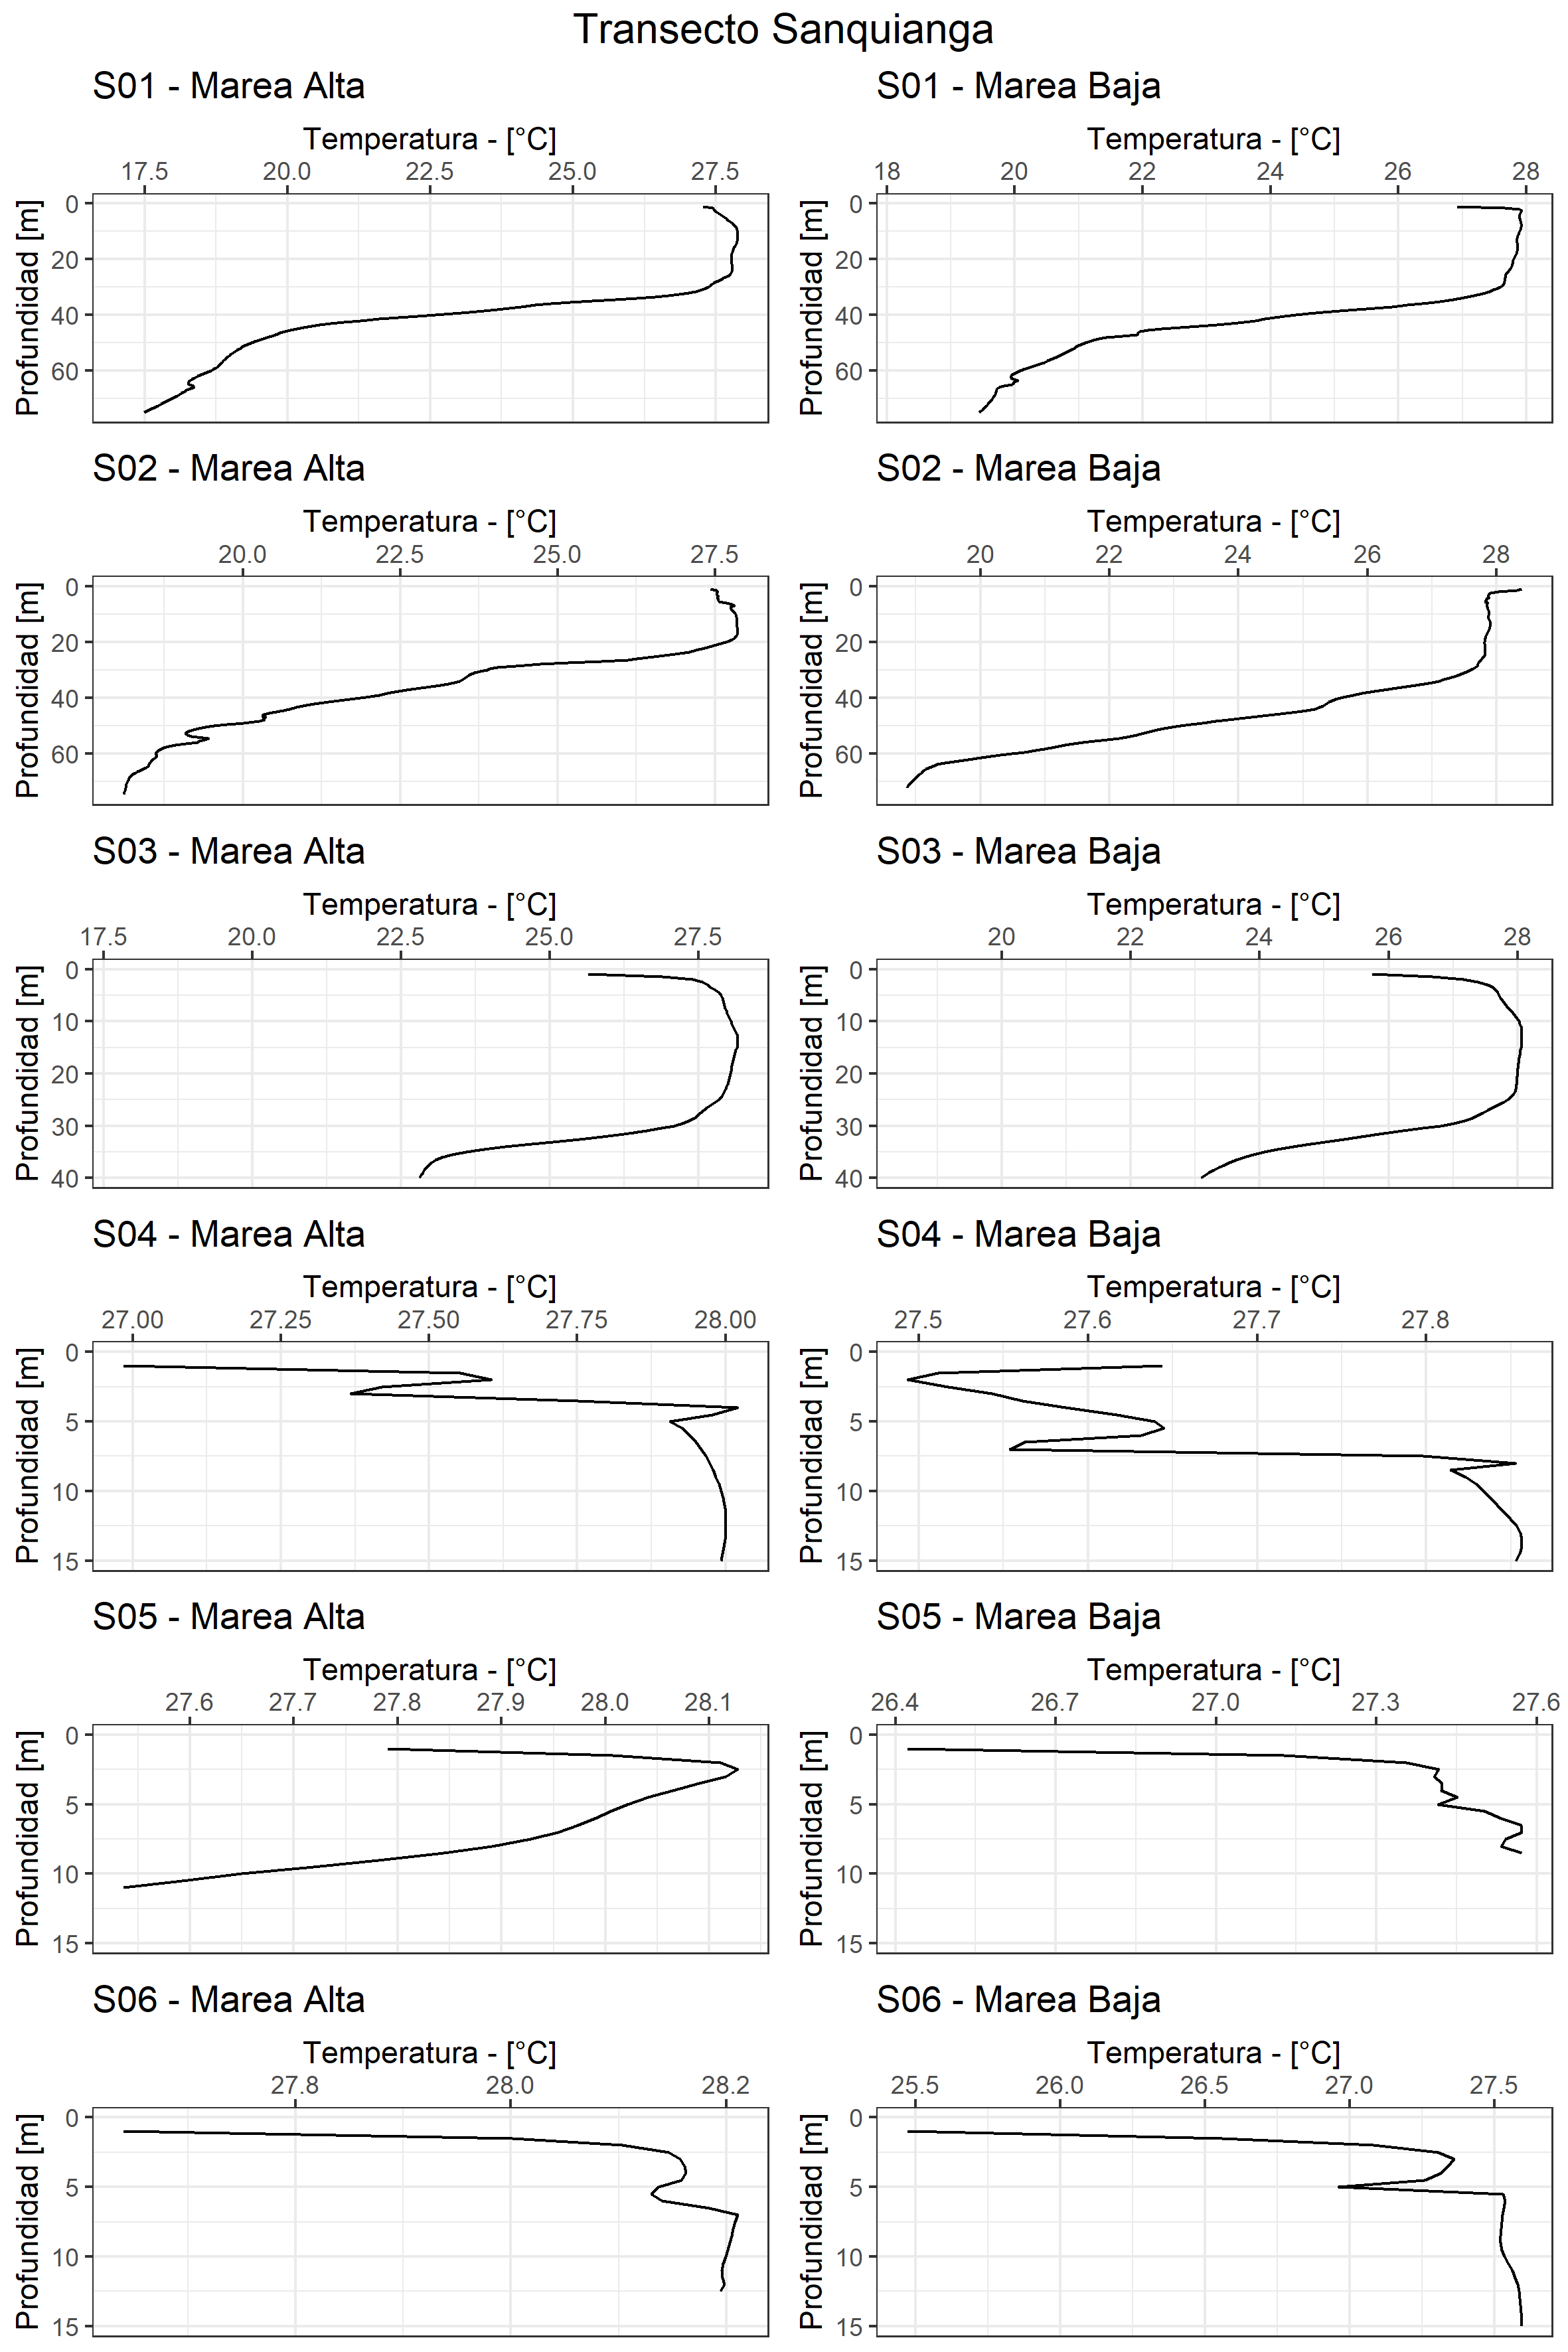 Transecto Sanquianga
S01 - Marea Alta
Temperatura - [°C]
17.5 20.0 22.5 25.0 27.5
Profundidad [m]
0
20
40
60
S01 - Marea Baja
Temperatura - [°C]
18 20 22 24 26 28
Profundidad [m]
0
20
40
60
S02 - Marea Alta
Temperatura - [°C]
20.0 22.5 25.0 27.5
Profundidad [m]
0
20
40
60
S02 - Marea Baja
Temperatura - [°C]
20 22 24 26 28
Profundidad [m]
0
20
40
60
S03 - Marea Alta
Temperatura - [°C]
17.5 20.0 22.5 25.0 27.5
Profundidad [m]
0
10
20
30
40
S03 - Marea Baja
Temperatura - [°C]
20 22 24 26 28
Profundidad [m]
0
10
20
30
40
S04 - Marea Alta
Temperatura - [°C]
27.00 27.25 27.50 27.75 28.00
Profundidad [m]
0
5
10
15
S04 - Marea Baja
Temperatura - [°C]
27.5 27.6 27.7 27.8
Profundidad [m]
0
5
10
15
S05 - Marea Alta
Temperatura - [°C]
27.6 27.7 27.8 27.9 28.0 28.1
Profundidad [m]
0
5
10
15
S05 - Marea Baja
Temperatura - [°C]
26.4 26.7 27.0 27.3 27.6
Profundidad [m]
0
5
10
15
S06 - Marea Alta
Temperatura - [°C]
27.8 28.0 28.2
Profundidad [m]
0
5
10
15
S06 - Marea Baja
Temperatura - [°C]
25.5 26.0 26.5 27.0 27.5
Profundidad [m]
0
5
10
15